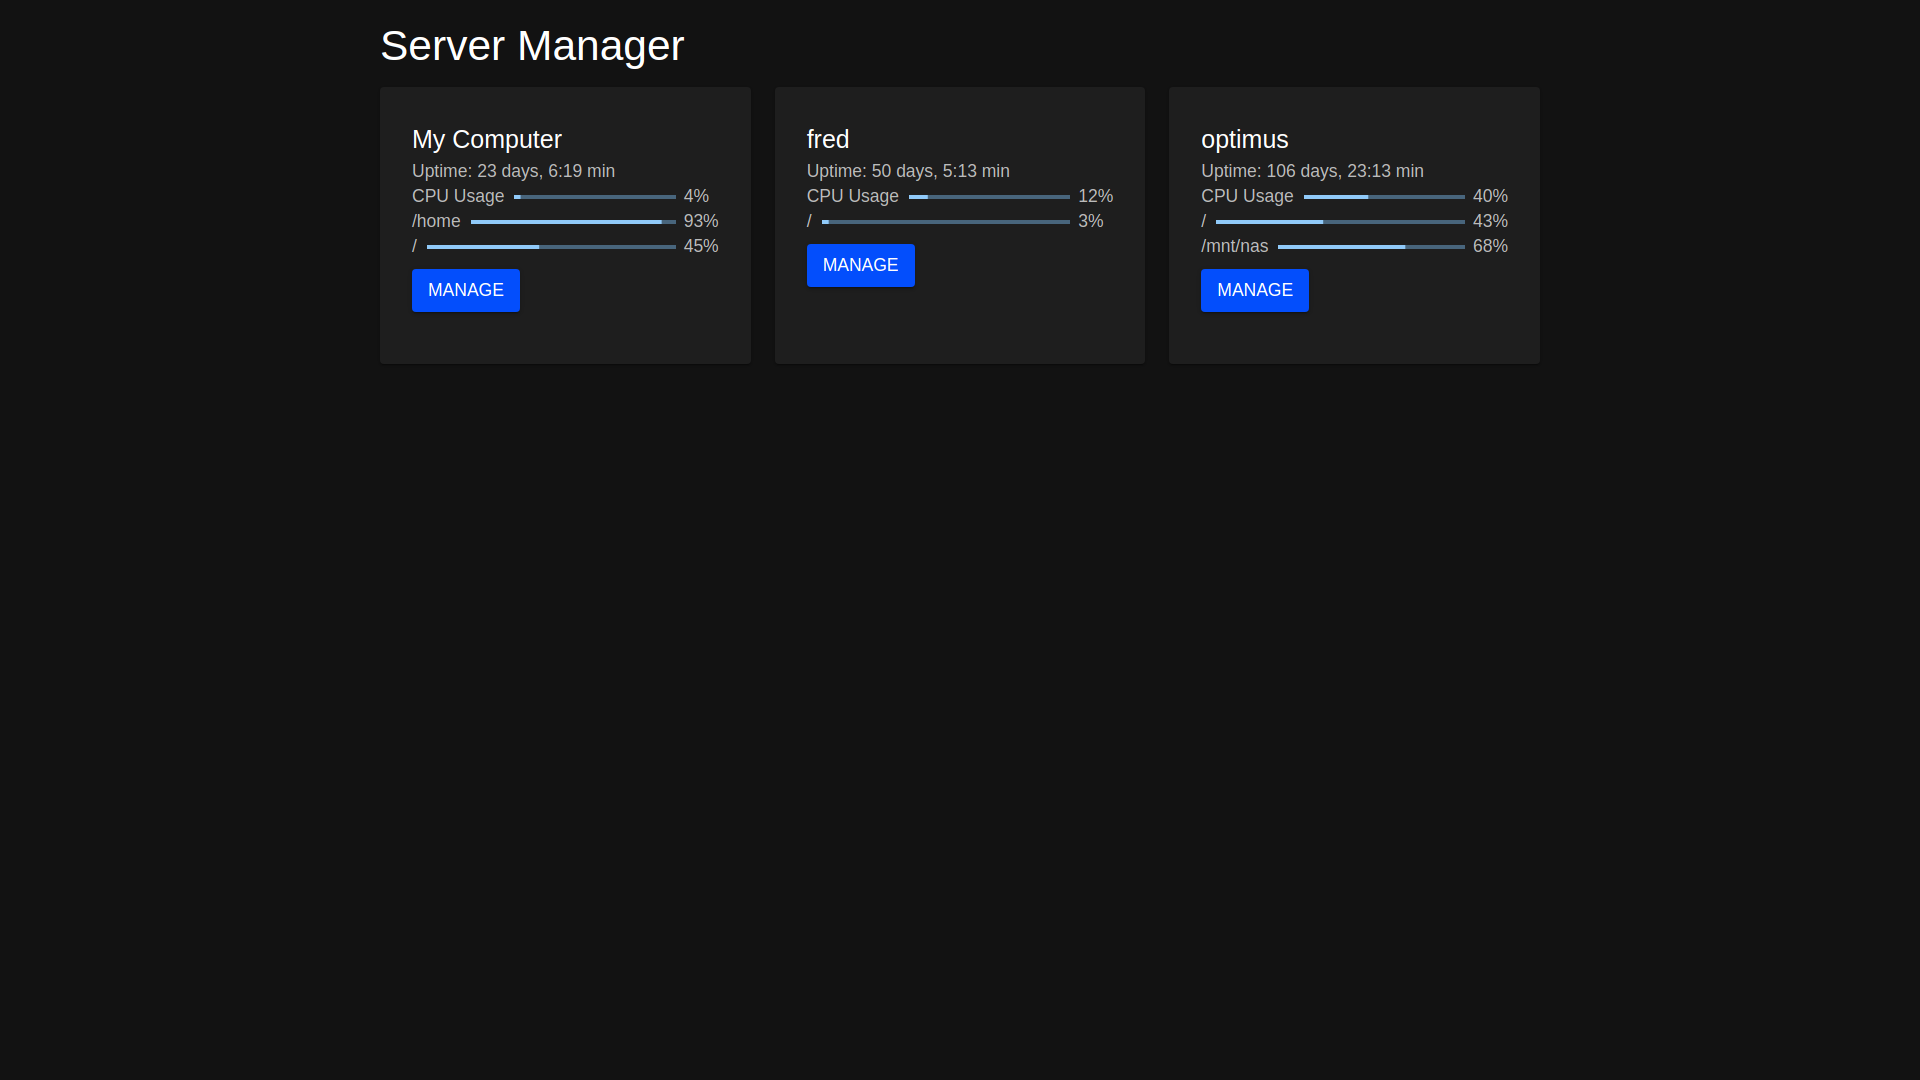 Server Manager
My Computer
Uptime: 23 days, 6:19 min
CPU Usage 4%
/home 93%
/ 45%
MANAGE
fred
Uptime: 50 days, 5:13 min
CPU Usage 12%
/ 3%
MANAGE
optimus
Uptime: 106 days, 23:13 min
CPU Usage 40%
/ 43%
/mnt/nas 68%
MANAGE